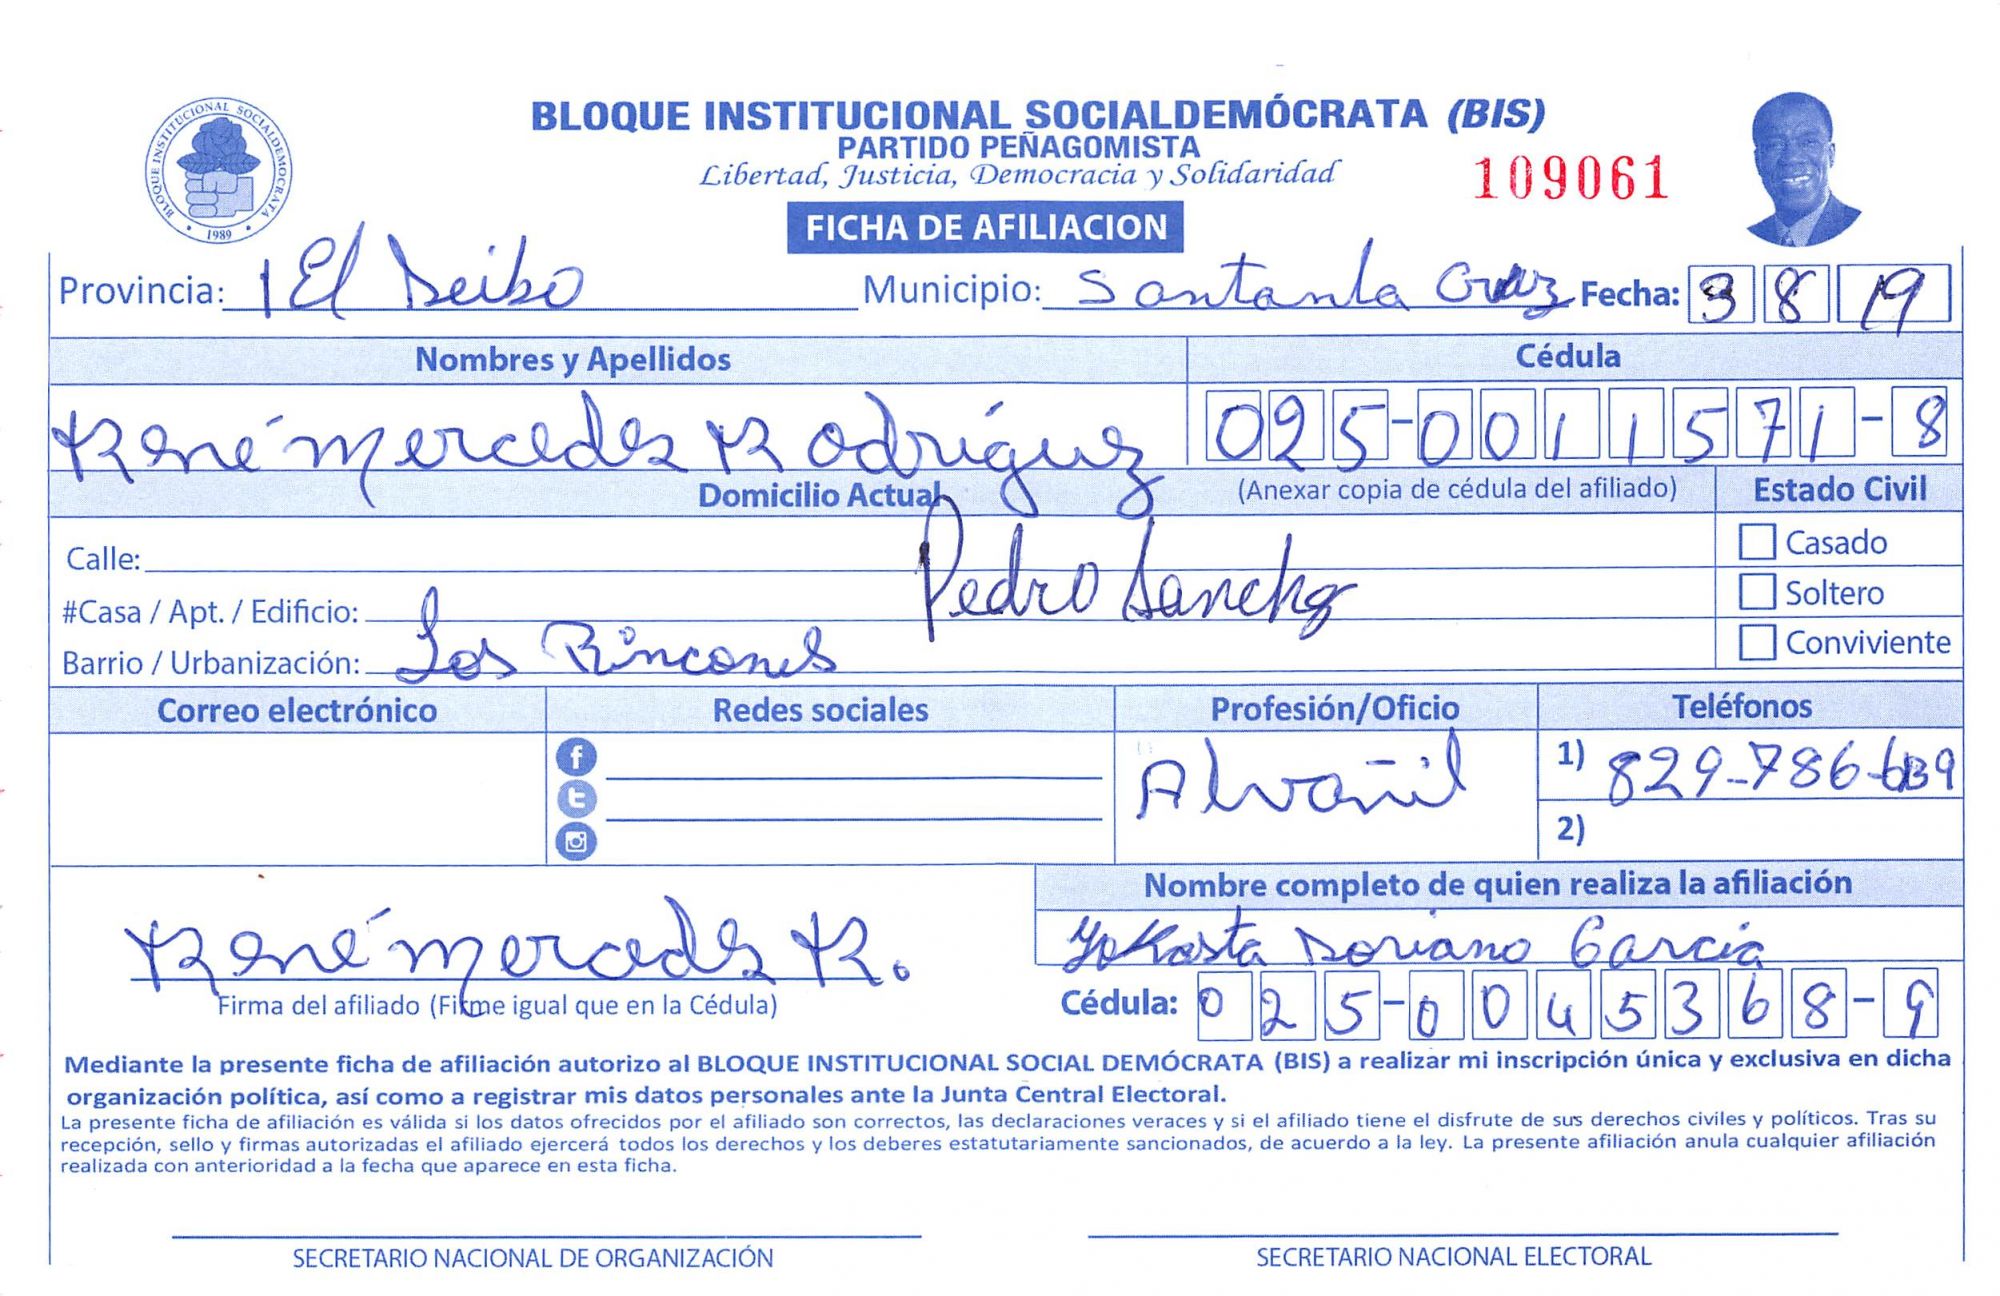 BLOQUE INSTITUCIONAL SOCIALDEMOCRATA
1989
BLOQUE INSTITUCIONAL SOCIALDEMÓCRATA (BIS)
PARTIDO PEÑAGOMISTA
Libertad, Justicia, Democracia y Solidaridad
109061
FICHA DE AFILIACION
Provincia: El Seibo Municipio: Santanta Cruz Fecha: 3 8 19
Nombres y Apellidos Cédula
René mercedes R Rodríguez 025-0011571-8
Domicilio Actual (Anexar copia de cédula del afiliado) Estado Civil
Calle: Pedro Sanchez Casado
#Casa / Apt. / Edificio: Soltero
Barrio / Urbanización: Los Rincones Conviviente
Correo electrónico Redes sociales Profesión/Oficio Teléfonos
Alvañil 1) 829-786-6139
2)
Nombre completo de quien realiza la afiliación
René mercedes R. Yokasta Soriano Garcia
Firma del afiliado (Firme igual que en la Cédula) Cédula: 025-0045368-9
Mediante la presente ficha de afiliación autorizo al BLOQUE INSTITUCIONAL SOCIAL DEMÓCRATA (BIS) a realizar mi inscripción única y exclusiva en dicha
organización política, así como a registrar mis datos personales ante la Junta Central Electoral.
La presente ficha de afiliación es válida si los datos ofrecidos por el afiliado son correctos, las declaraciones veraces y si el afiliado tiene el disfrute de sus derechos civiles y políticos. Tras su
recepción, sello y firmas autorizadas el afiliado ejercerá todos los derechos y los deberes estatutariamente sancionados, de acuerdo a la ley. La presente afiliación anula cualquier afiliación
realizada con anterioridad a la fecha que aparece en esta ficha.
SECRETARIO NACIONAL DE ORGANIZACIÓN SECRETARIO NACIONAL ELECTORAL